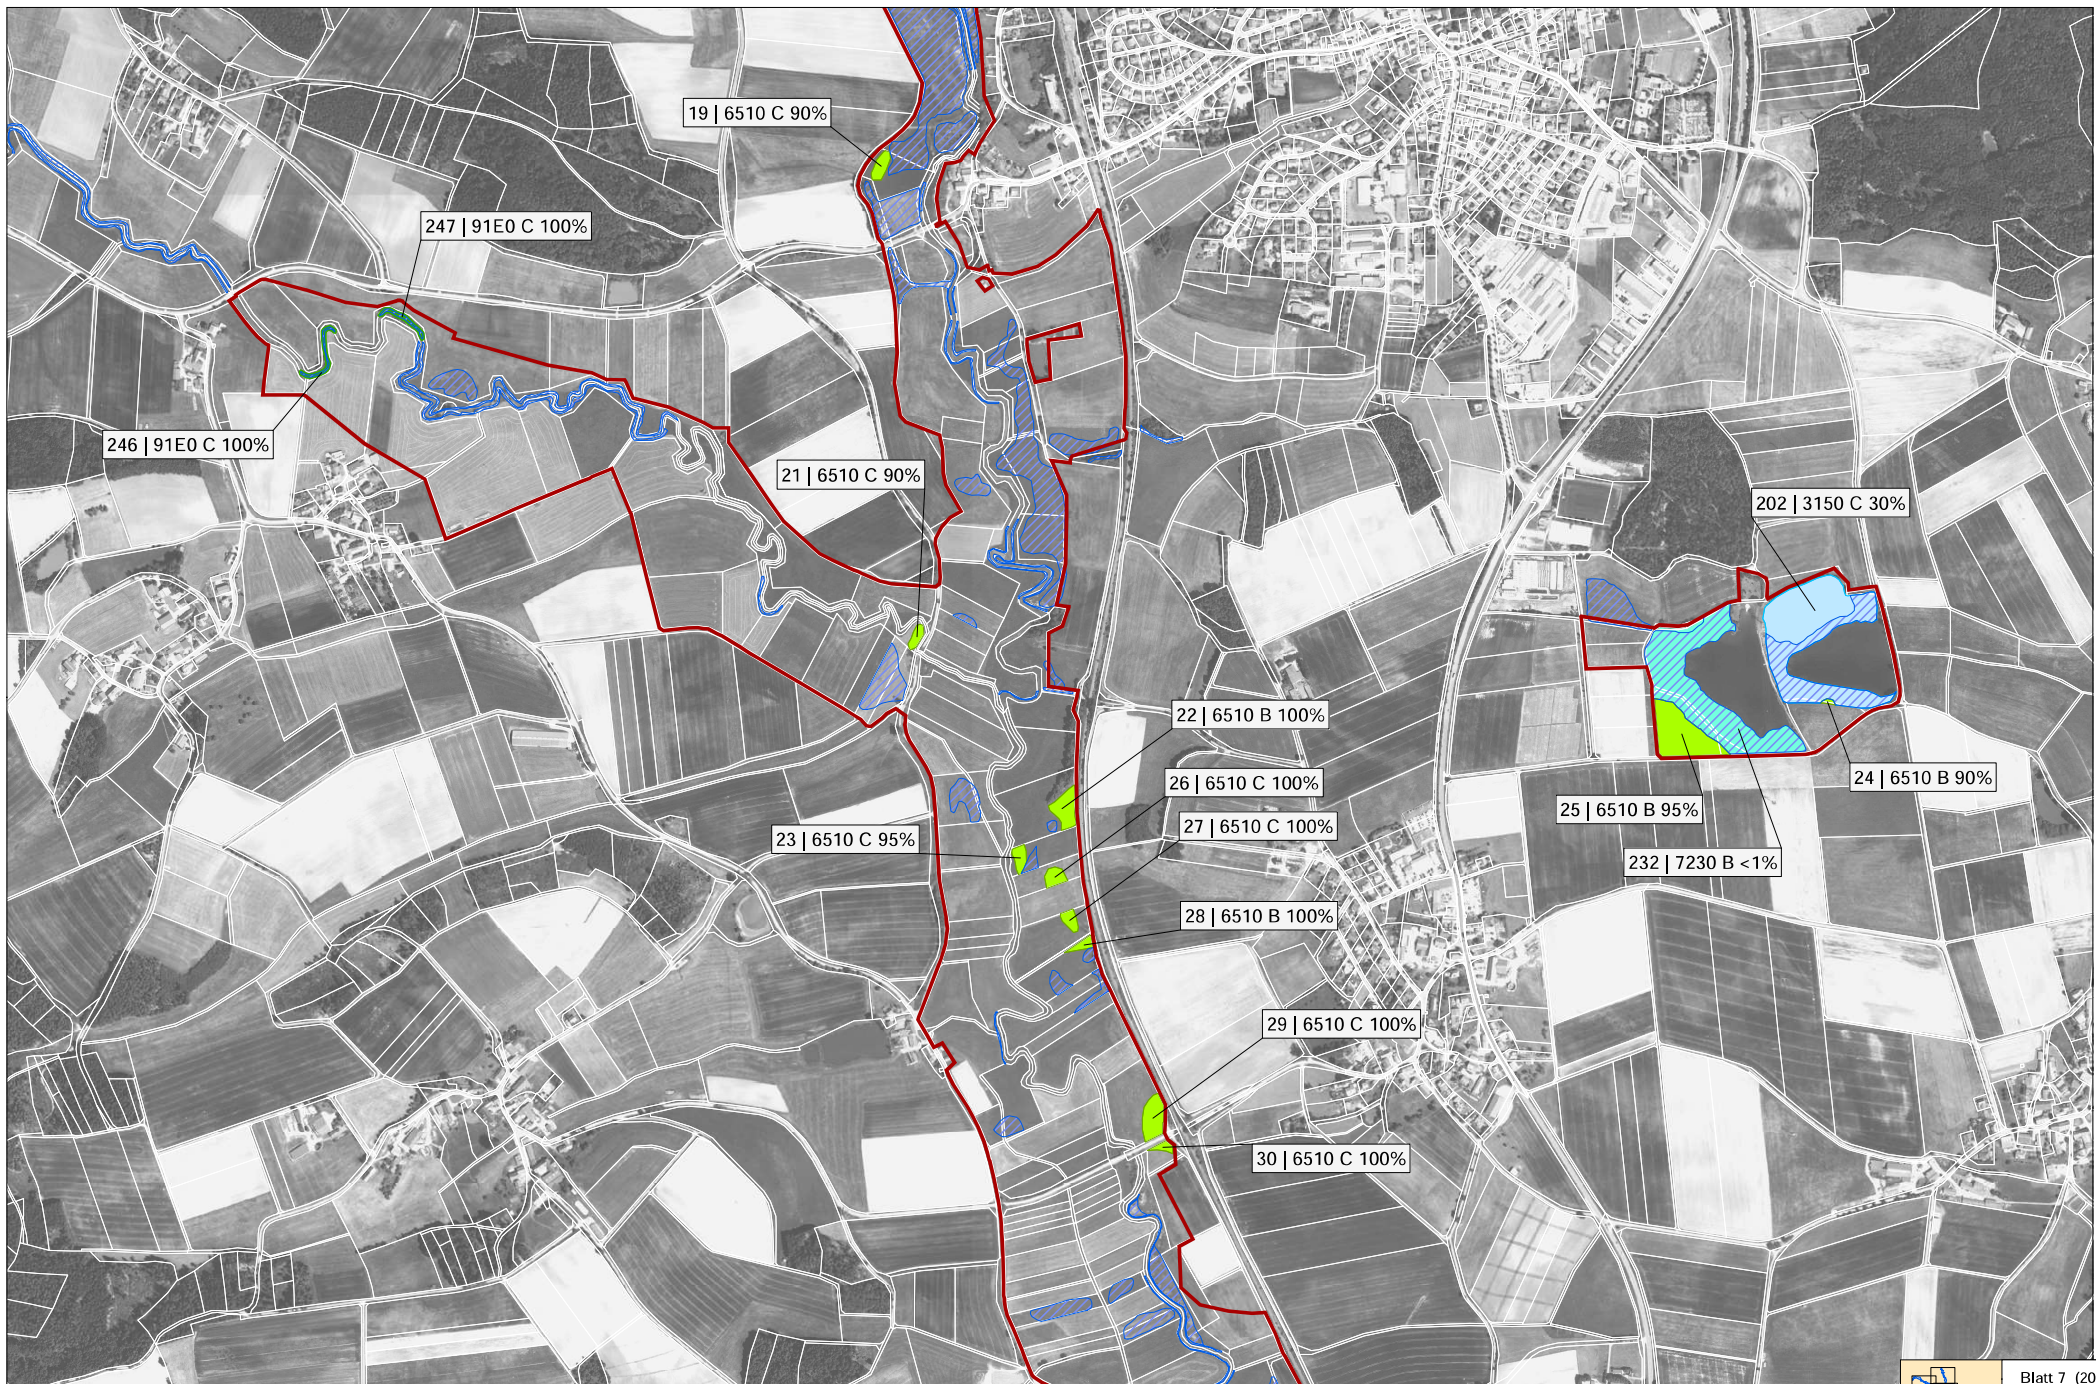 19 | 6510 C 90%
247 | 91E0 C 100%
246 | 91E0 C 100%
21 | 6510 C 90%
202 | 3150 C 30%
22 | 6510 B 100%
26 | 6510 C 100%
24 | 6510 B 90%
25 | 6510 B 95%
27 | 6510 C 100%
23 | 6510 C 95%
232 | 7230 B <1%
28 | 6510 B 100%
29 | 6510 C 100%
30 | 6510 C 100%
Blatt 7 (20